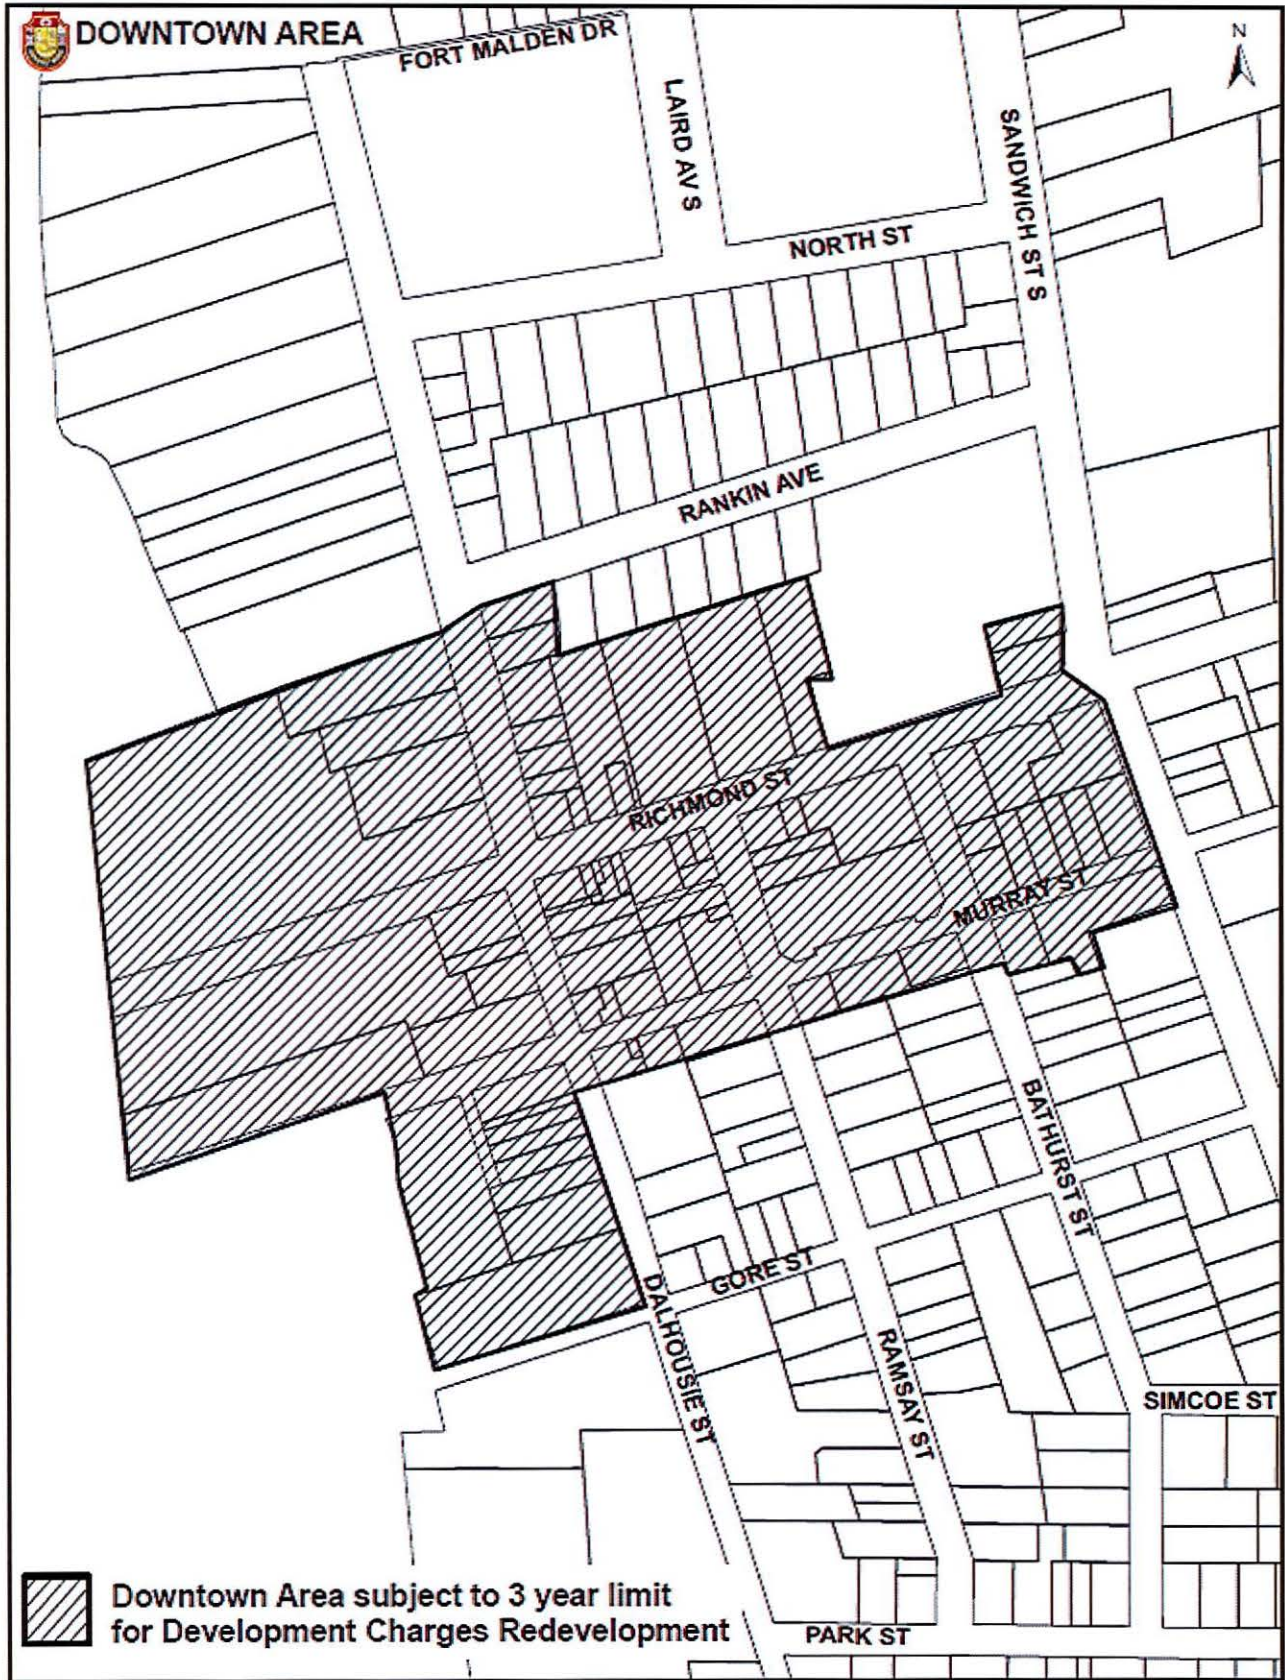 DOWNTOWN AREA
FORT MALDEN DR
N
LAIRD AV S
SANDWICH ST S
NORTH ST
RANKIN AVE
RICHMOND ST
MURRAY ST
BATHURST ST
GORE ST
DALHOUSIE ST
RAMSAY ST
SIMCOE ST
Downtown Area subject to 3 year limit
for Development Charges Redevelopment
PARK ST